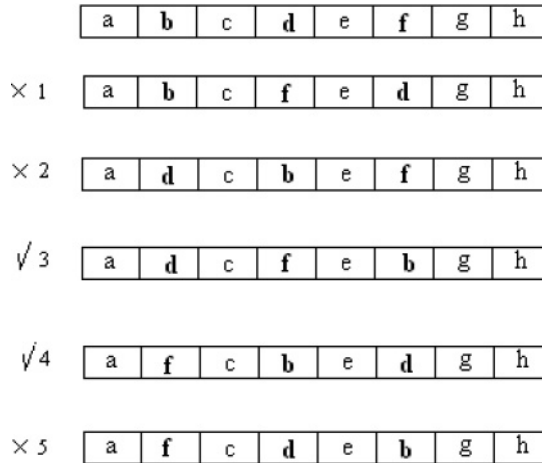 a b c d e f g h
× 1 a b c f e d g h
× 2 a d c b e f g h
√ 3 a d c f e b g h
√ 4 a f c b e d g h
× 5 a f c d e b g h